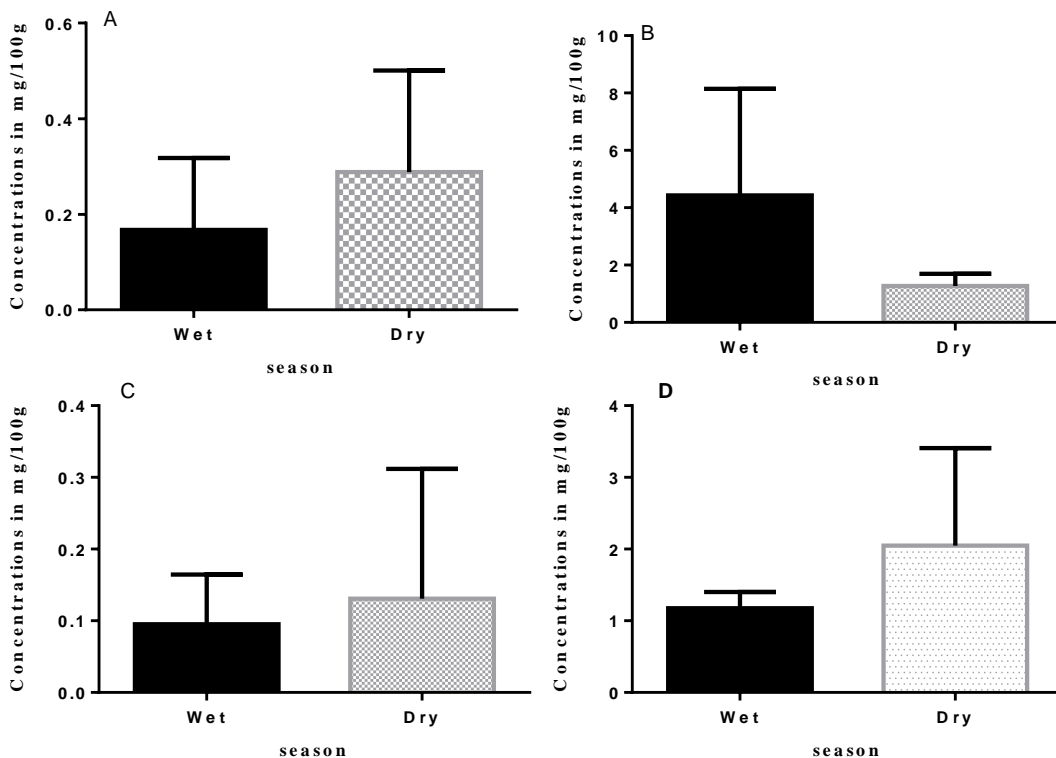 A
Concentrations in mg/100g
0.6
0.4
0.2
0.0
Wet Dry
season
B
Concentrations in mg/100g
10
8
6
4
2
0
Wet Dry
season
C
Concentrations in mg/100g
0.4
0.3
0.2
0.1
0.0
Wet Dry
season
D
Concentrations in mg/100g
4
3
2
1
0
Wet Dry
season